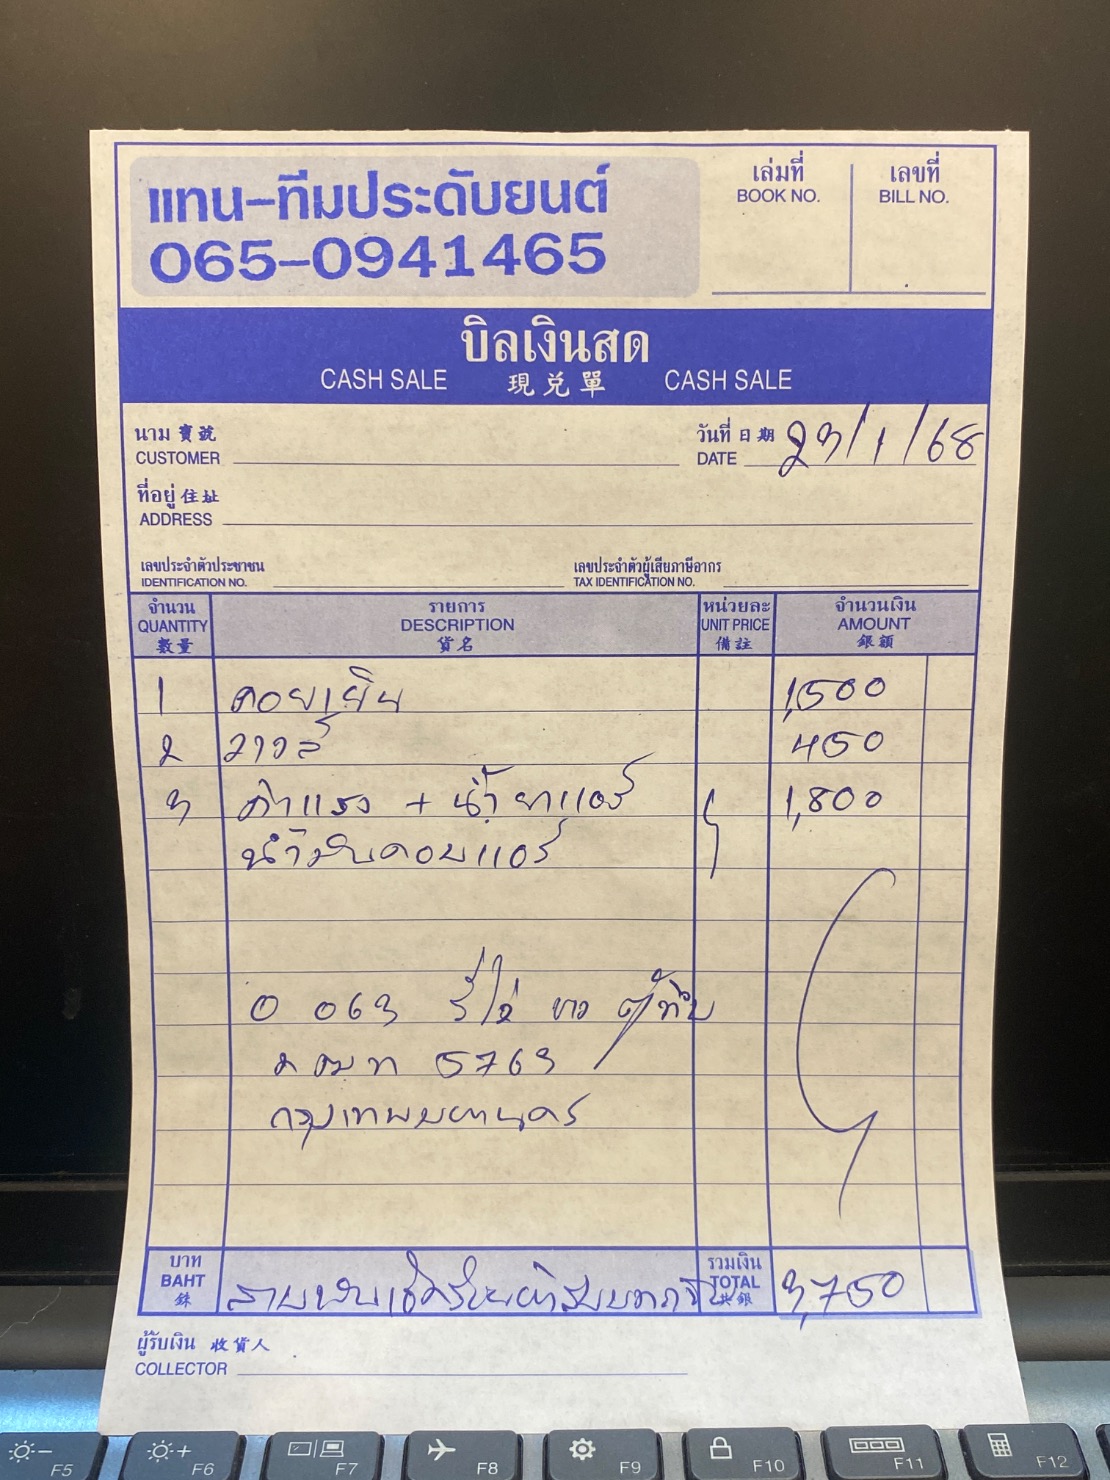 แทน-ทีมประดับยนต์
065-0941465
เล่มที่
BOOK NO.
เลขที่
BILL NO.
บิลเงินสด
CASH SALE 現兑單 CASH SALE
นาม 寶號
CUSTOMER
วันที่ 日期 23/1/68
DATE
ที่อยู่ 住址
ADDRESS
เลขประจำตัวประชาชน
IDENTIFICATION NO.
เลขประจำตัวผู้เสียภาษีอากร
TAX IDENTIFICATION NO.
จำนวน รายการ หน่วยละ จำนวนเงิน
QUANTITY DESCRIPTION UNIT PRICE AMOUNT
數量 貨名 備註 銀額
1 คอยเย็น 1,500
2 วาวล์ 450
3 ค่าแรง + น้ำยาแอร์ 1,800
น้ำมันคอมแอร์
063 ขาว ตู้ทึบ
5763
กรุงเทพมหานคร
บาท
BAHT
銖
สามพันเจ็ดร้อยห้าสิบบาท
รวมเงิน
TOTAL
共銀
3,750
ผู้รับเงิน 收貨人
COLLECTOR
F5
F6
F7
F8
F9
F10
F11
F12